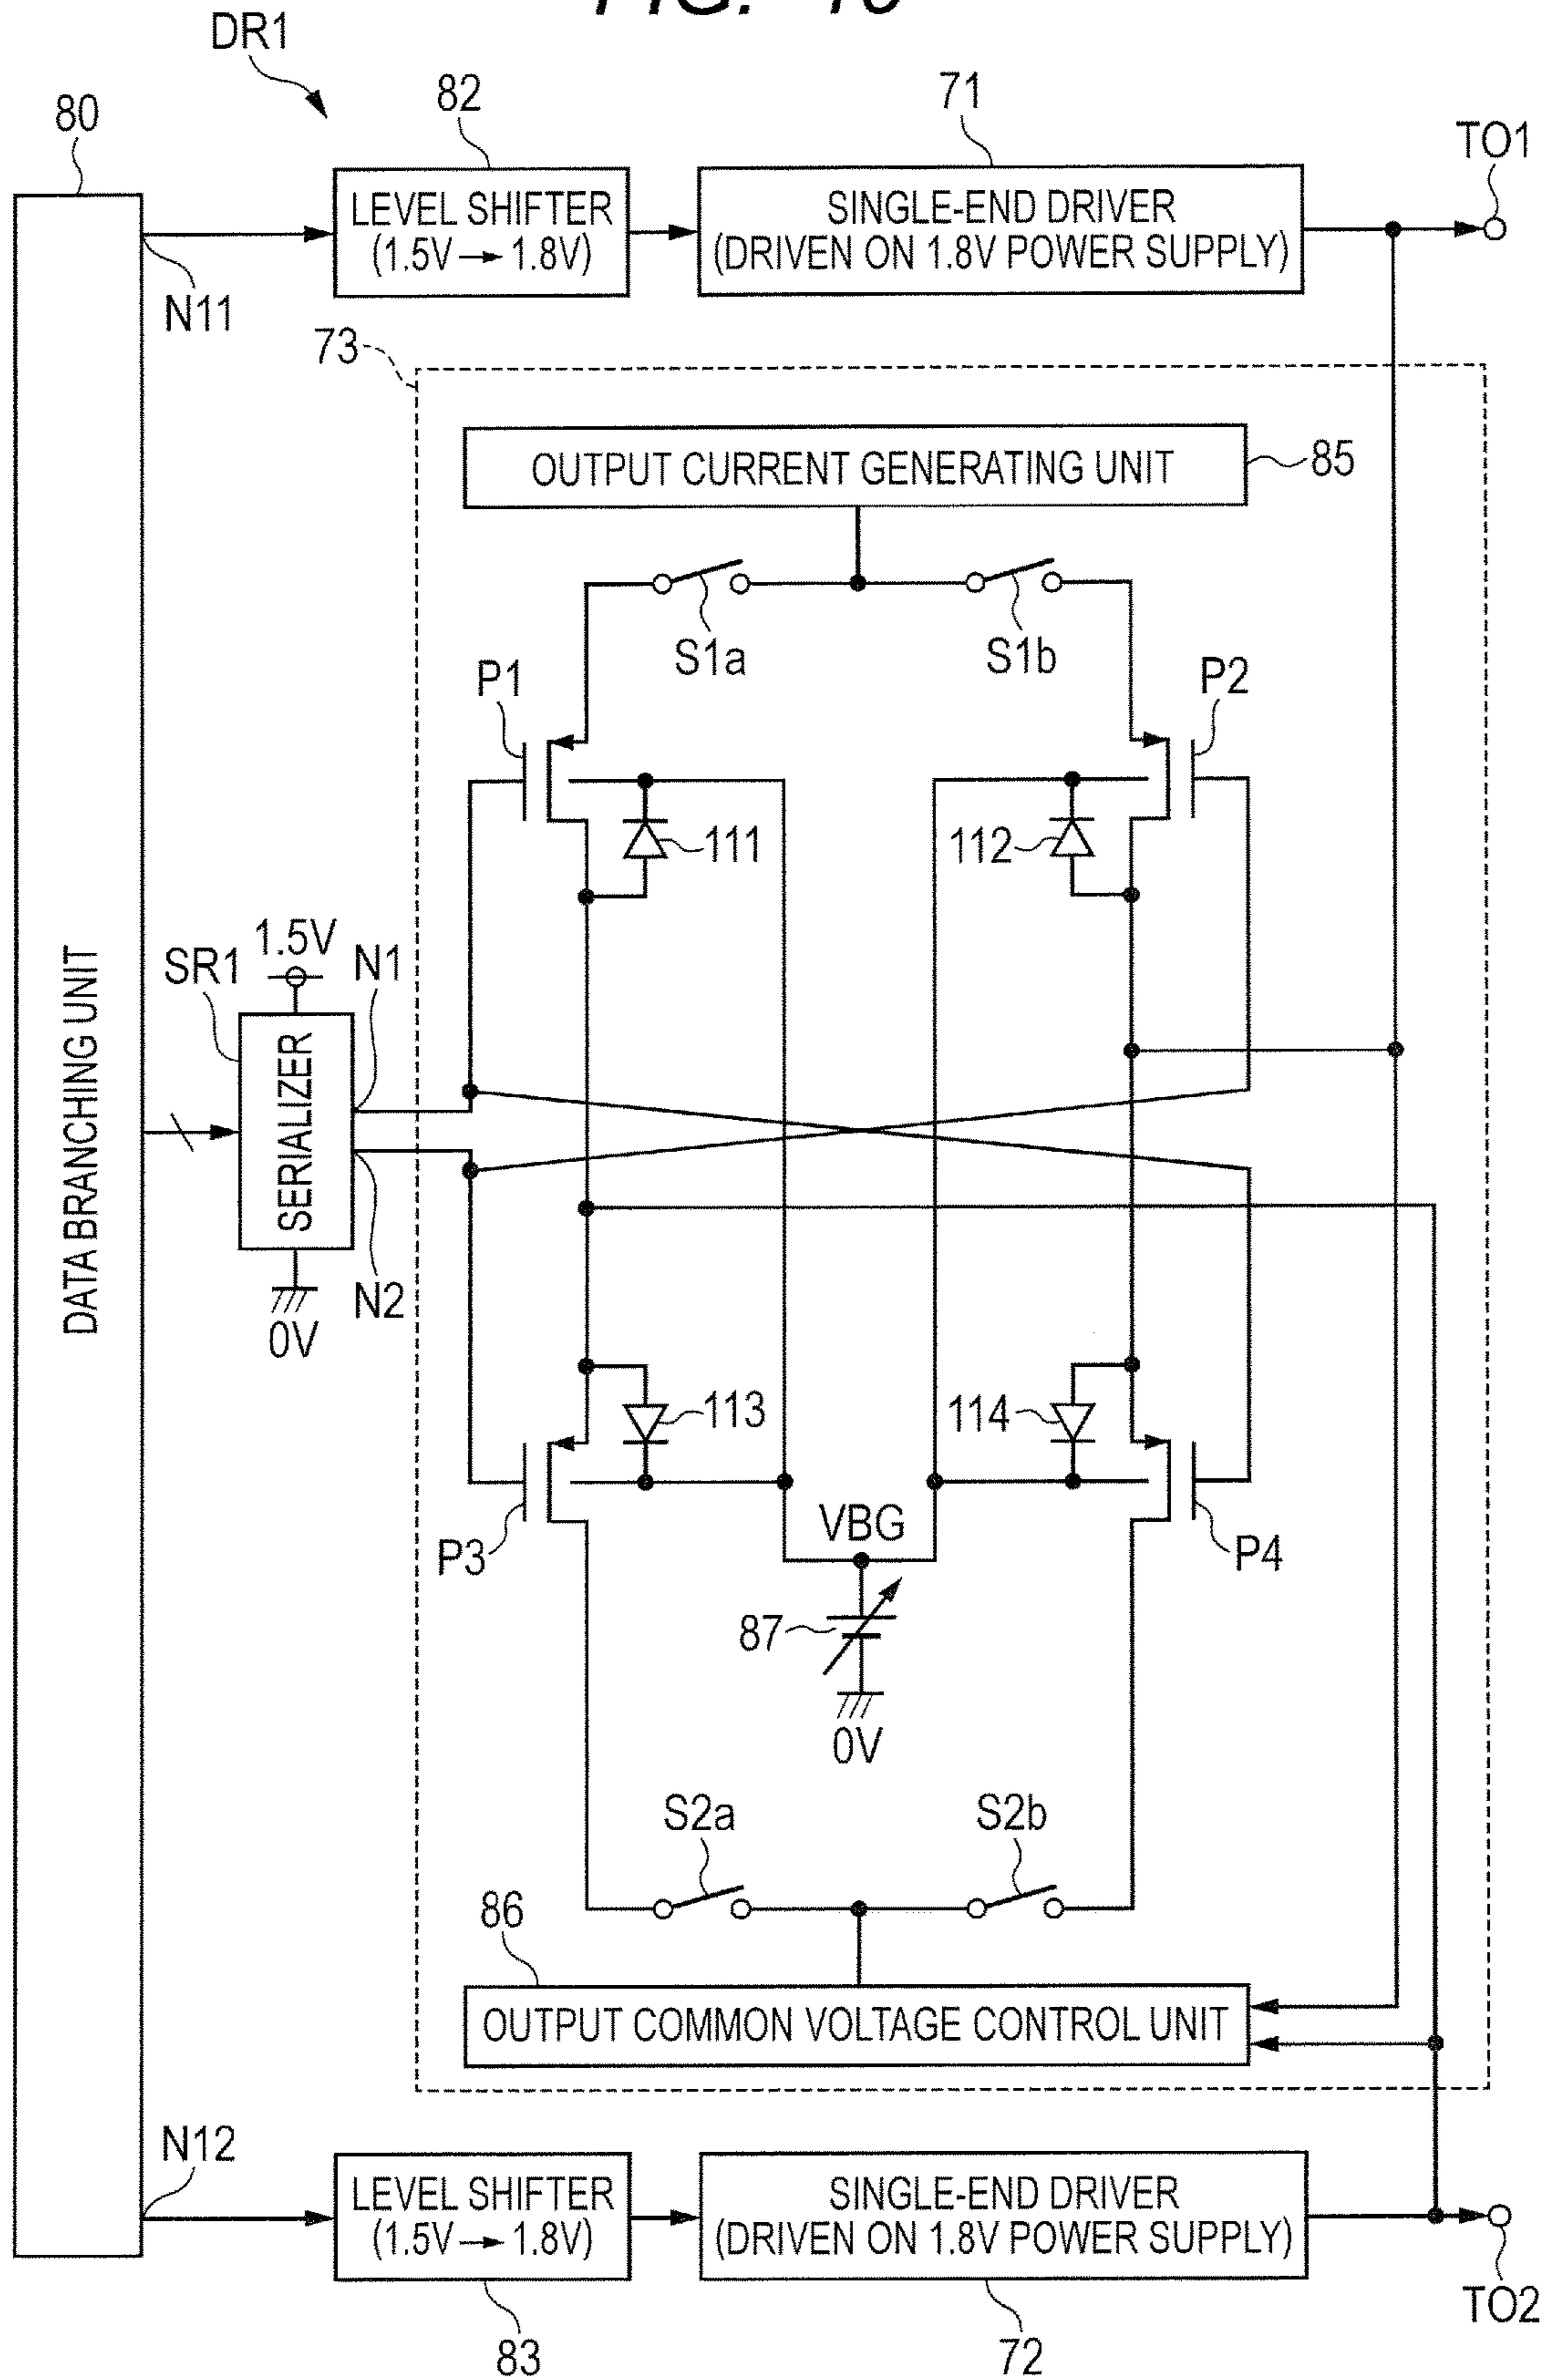 FIG.
DR1
80
82
71
TO1
LEVEL SHIFTER
(1.5V → 1.8V)
SINGLE-END DRIVER
(DRIVEN ON 1.8V POWER SUPPLY)
N11
73
OUTPUT CURRENT GENERATING UNIT
85
S1a
S1b
P1
P2
111
112
DATA BRANCHING UNIT
SR1
1.5V
N1
SERIALIZER
N2
0V
113
114
VBG
P3
P4
87
0V
S2a
S2b
86
OUTPUT COMMON VOLTAGE CONTROL UNIT
N12
LEVEL SHIFTER
(1.5V → 1.8V)
SINGLE-END DRIVER
(DRIVEN ON 1.8V POWER SUPPLY)
83
72
TO2